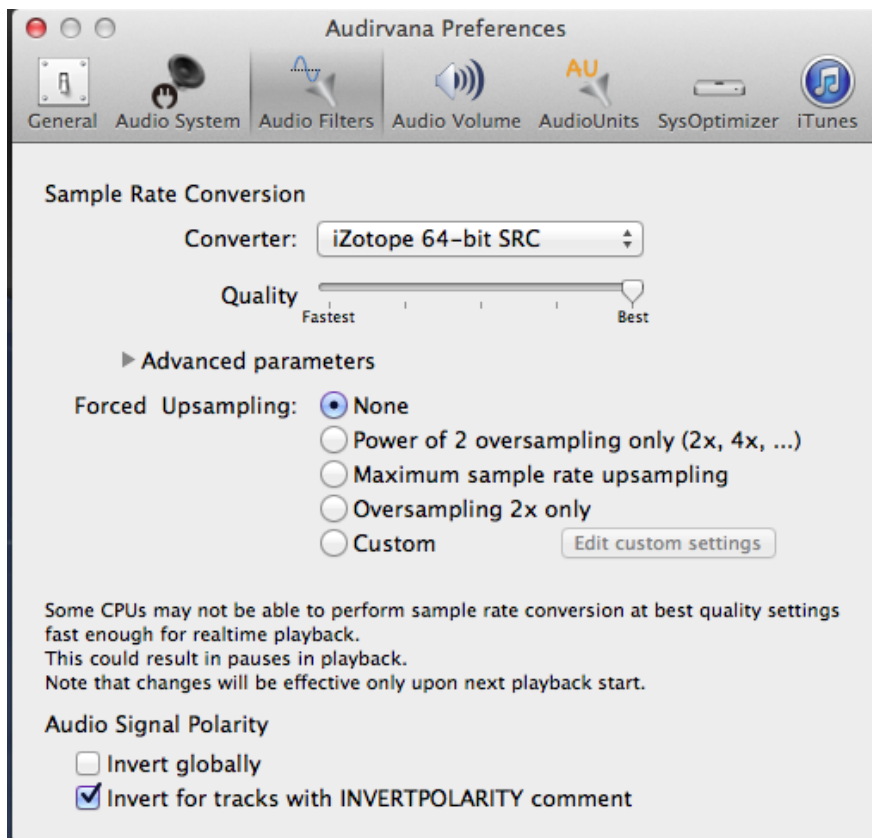 Audirvana Preferences
AU
General Audio System Audio Filters Audio Volume AudioUnits SysOptimizer iTunes
Sample Rate Conversion
Converter: iZotope 64-bit SRC
Quality
Fastest Best
Advanced parameters
Forced Upsampling: None
Power of 2 oversampling only (2x, 4x, ...)
Maximum sample rate upsampling
Oversampling 2x only
Custom Edit custom settings
Some CPUs may not be able to perform sample rate conversion at best quality settings
fast enough for realtime playback.
This could result in pauses in playback.
Note that changes will be effective only upon next playback start.
Audio Signal Polarity
Invert globally
Invert for tracks with INVERTPOLARITY comment